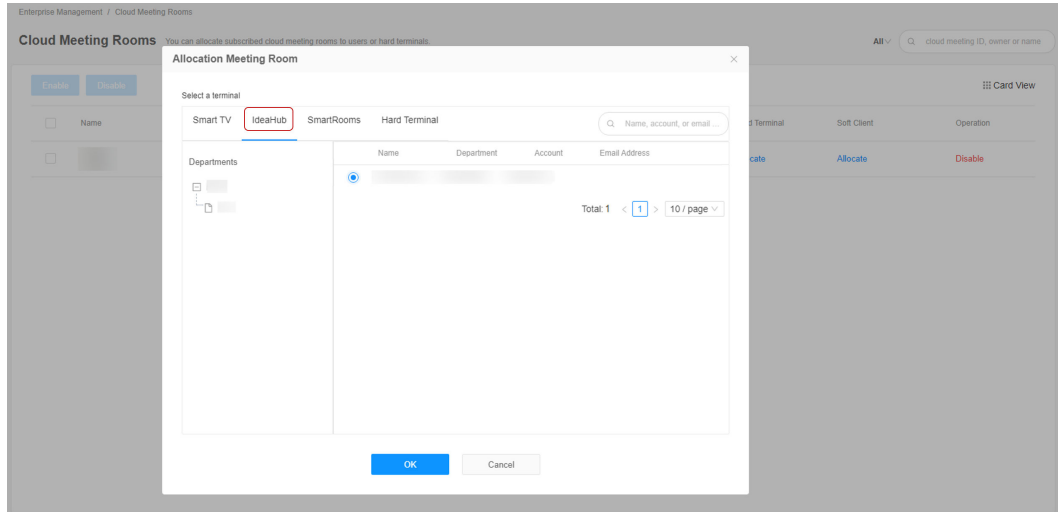 Enterprise Management / Cloud Meeting Rooms
Cloud Meeting Rooms You can allocate subscribed cloud meeting rooms to users or hard terminals.
All
cloud meeting ID, owner or name
Allocation Meeting Room
Enable Disable
Card View
Select a terminal
Smart TV IdeaHub SmartRooms Hard Terminal
Name, account, or email ...
Name
d Terminal Soft Client Operation
Departments
Name Department Account Email Address
cate Allocate Disable
Total: 1 < 1 > 10 / page
OK Cancel